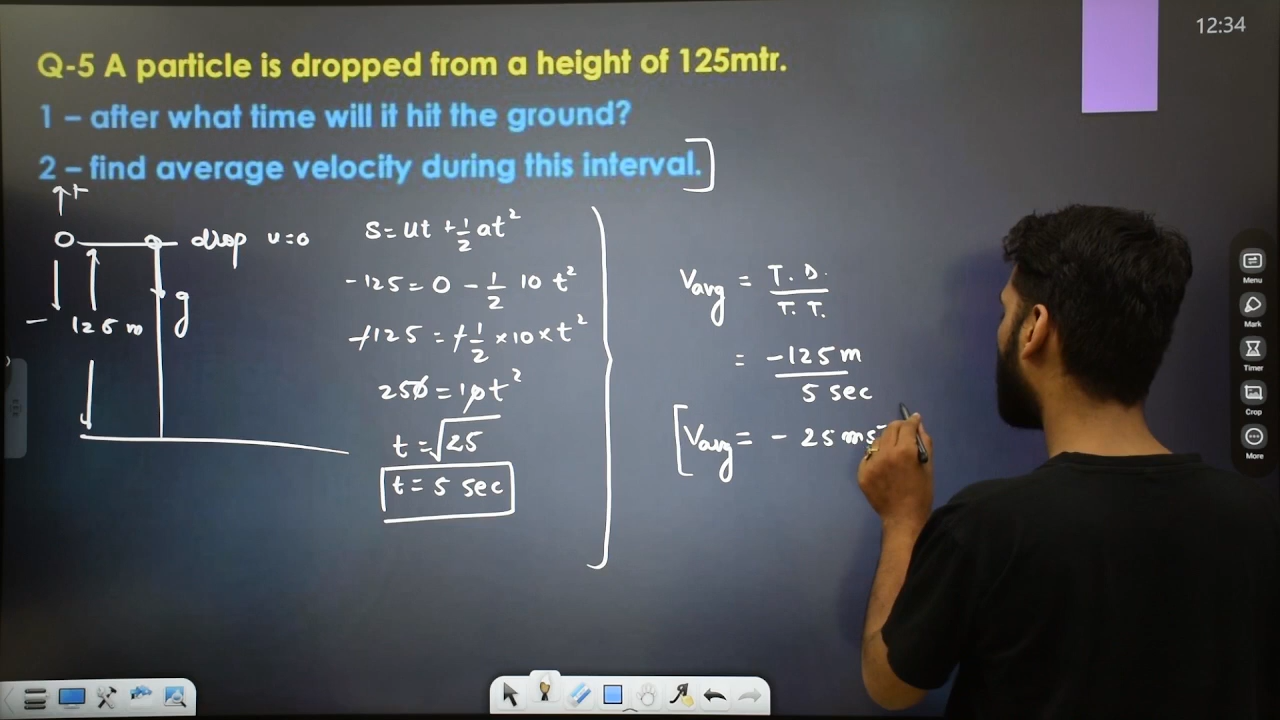 12:34
Q-5 A particle is dropped from a height of 125mtr.
1 – after what time will it hit the ground?
2 – find average velocity during this interval.]
↑+
0 drop u=0
- 125 m g
s = ut + 1/2 at²
-125 = 0 - 1/2 10 t²
+125 = + 1/2 × 10 × t²
250 = 10 t²
t = √25
t = 5 sec
Vavg = T. D. / T. T.
= -125 m / 5 sec
[Vavg = - 25 ms⁻
Menu
Mark
Timer
Crop
More